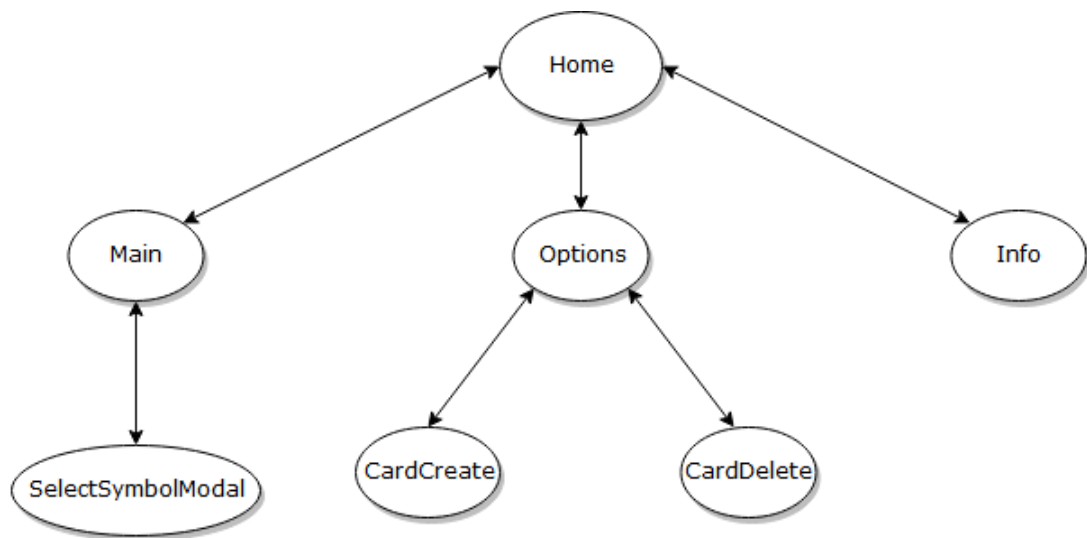 Home
Main
Options
Info
SelectSymbolModal
CardCreate
CardDelete